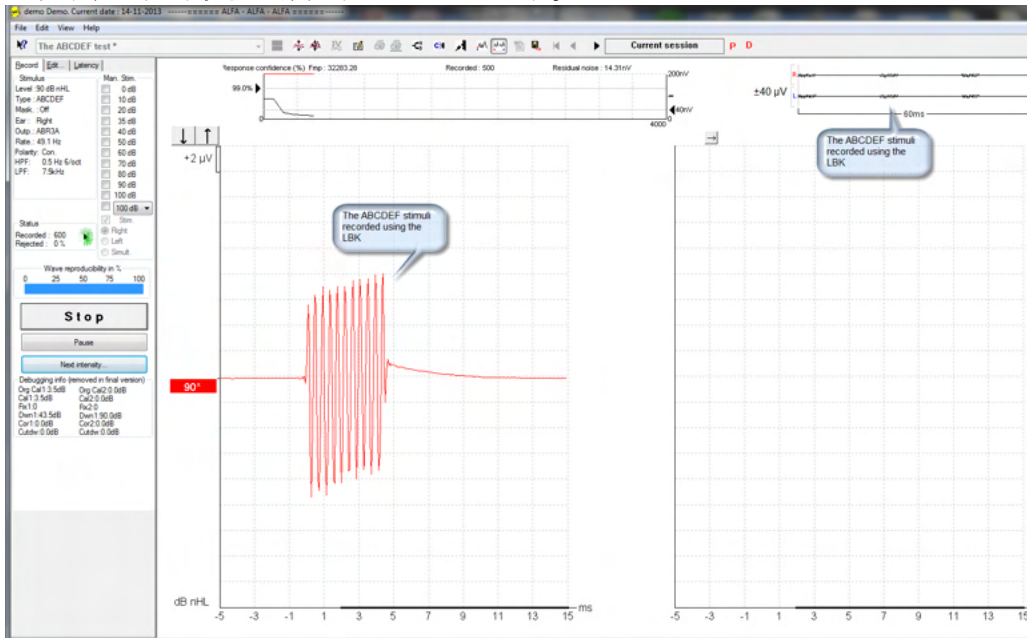 demo Demo. Current date : 14-11-2013 ------====== ALFA - ALFA - ALFA ======------
File Edit View Help
The ABCDEF test *
Current session P D
Record Edit... Latency
Stimulus
Level :90 dB nHL
Type : ABCDEF
Mask. : Off
Ear : Right
Outp.: ABR3A
Rate.: 49.1 Hz
Polarity: Con.
HPF: 0.5 Hz 6/oct
LPF: 7.5kHz
Man. Stim.
0 dB
10 dB
20 dB
35 dB
40 dB
50 dB
60 dB
70 dB
80 dB
90 dB
100 dB
100 dB
Stim.
Right
Left
Simult.
Status
Recorded : 600
Rejected : 0 %
Wave reproducibility in %
0 25 50 75 100
Stop
Pause
Next intensity...
Debugging info (removed in final version)
Org Cal1:3.5dB Org Cal2:0.0dB
Cal1:3.5dB Cal2:0.0dB
Fix1:0 Fix2:0
Dwn1:43.5dB Dwn1:90.0dB
Cor1:0.0dB Cor2:0.0dB
Cutdw:0.0dB Cutdw:0.0dB
Response confidence (%) Fmp : 32283.28 Recorded : 500 Residual noise : 14.31nV
99.0%
200nV
40nV
0
0 4000
±40 µV
R
L
60ms
The ABCDEF stimuli
recorded using the
LBK
+2 µV
The ABCDEF stimuli
recorded using the
LBK
90*
dB nHL
-5 -3 -1 1 3 5 7 9 11 13 15 ms
-5 -3 -1 1 3 5 7 9 11 13 15